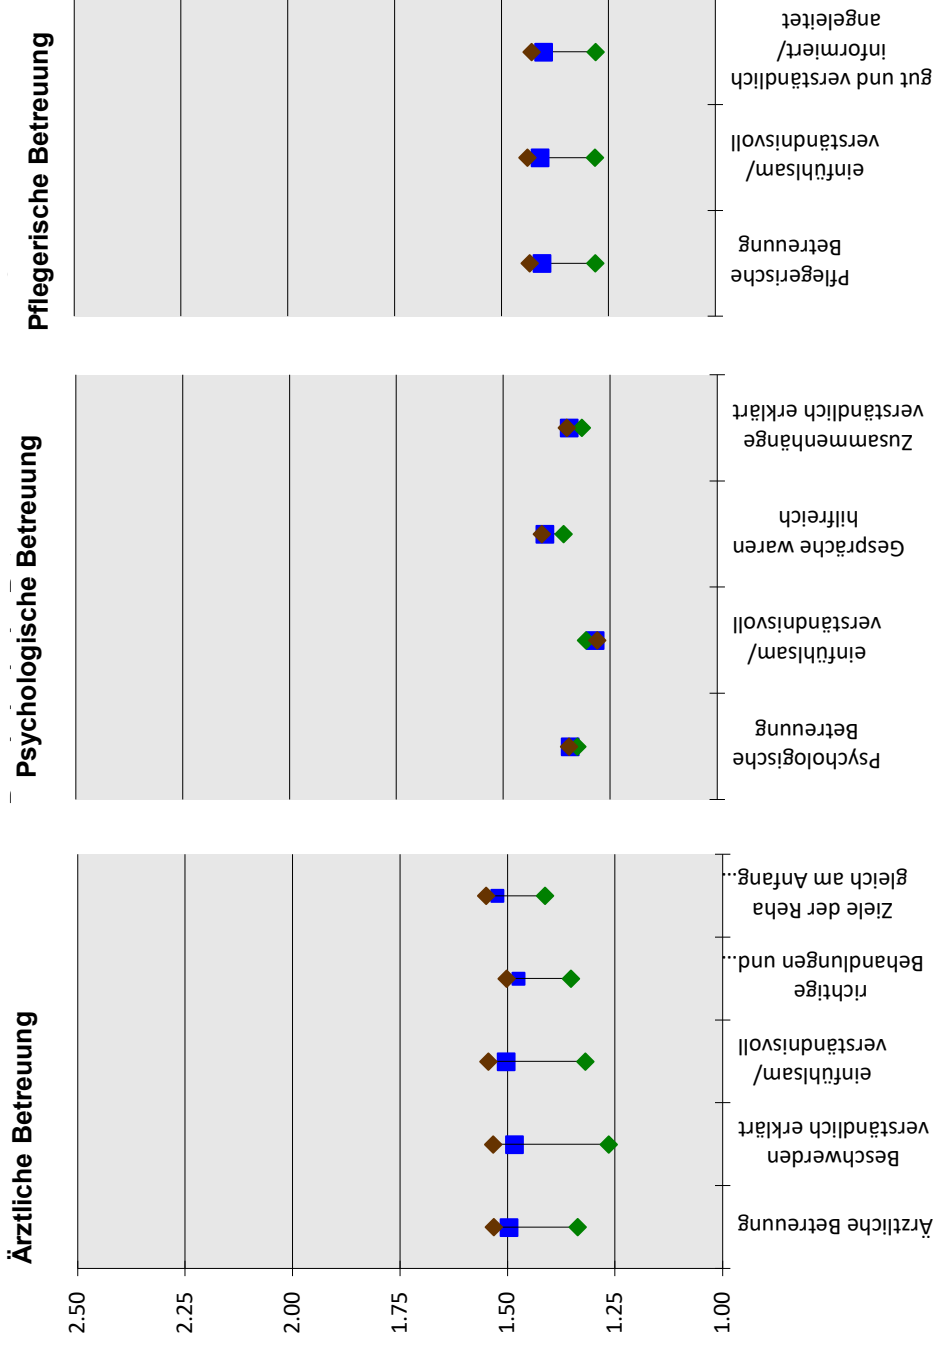 Ärztliche Betreuung
2.50
2.25
2.00
1.75
1.50
1.25
1.00
Ärztliche Betreuung
Beschwerden
verständlich erklärt
einfühlsam/
verständnisvoll
richtige
Behandlungen und...
Ziele der Reha
gleich am Anfang...
Psychologische Betreuung
Psychologische
Betreuung
einfühlsam/
verständnisvoll
Gespräche waren
hilfreich
Zusammenhänge
verständlich erklärt
Pflegerische Betreuung
Pflegerische
Betreuung
einfühlsam/
verständnisvoll
gut und verständlich
informiert/
angeleitet